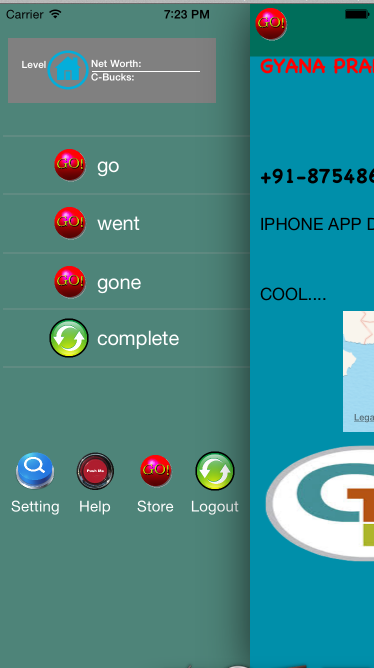 Carrier 7:23 PM
Level
Net Worth:
C-Bucks:
GO! go
GO! went
GO! gone
complete
Push Me
GO!
Setting Help Store Logout
GO!
GYANA PRA
+91-87548
IPHONE APP D
COOL....
Lega